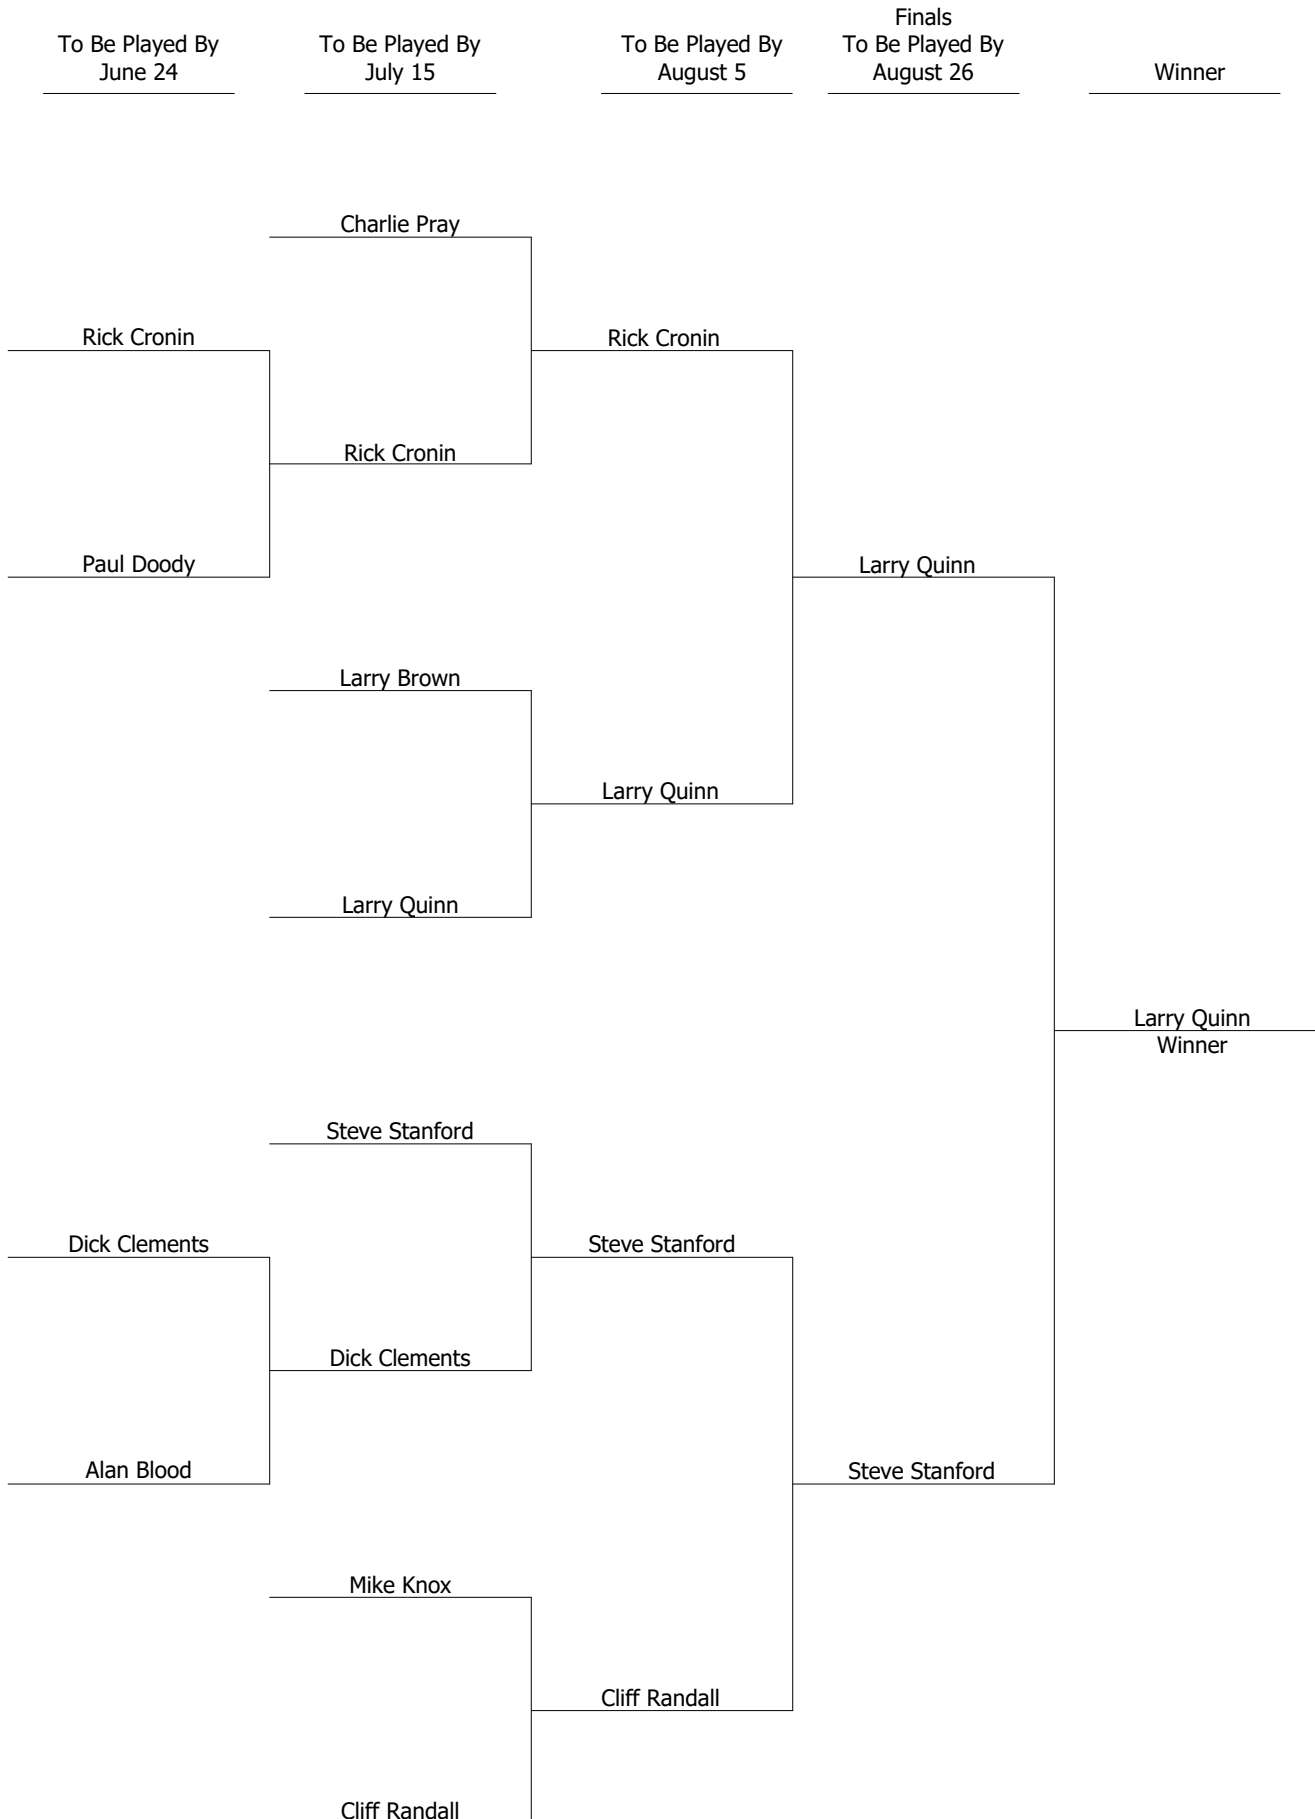 To Be Played By
June 24
To Be Played By
July 15
To Be Played By
August 5
Finals
To Be Played By
August 26
Winner
Charlie Pray
Rick Cronin
Rick Cronin
Rick Cronin
Paul Doody
Larry Quinn
Larry Brown
Larry Quinn
Larry Quinn
Larry Quinn
Winner
Steve Stanford
Dick Clements
Steve Stanford
Dick Clements
Alan Blood
Steve Stanford
Mike Knox
Cliff Randall
Cliff Randall